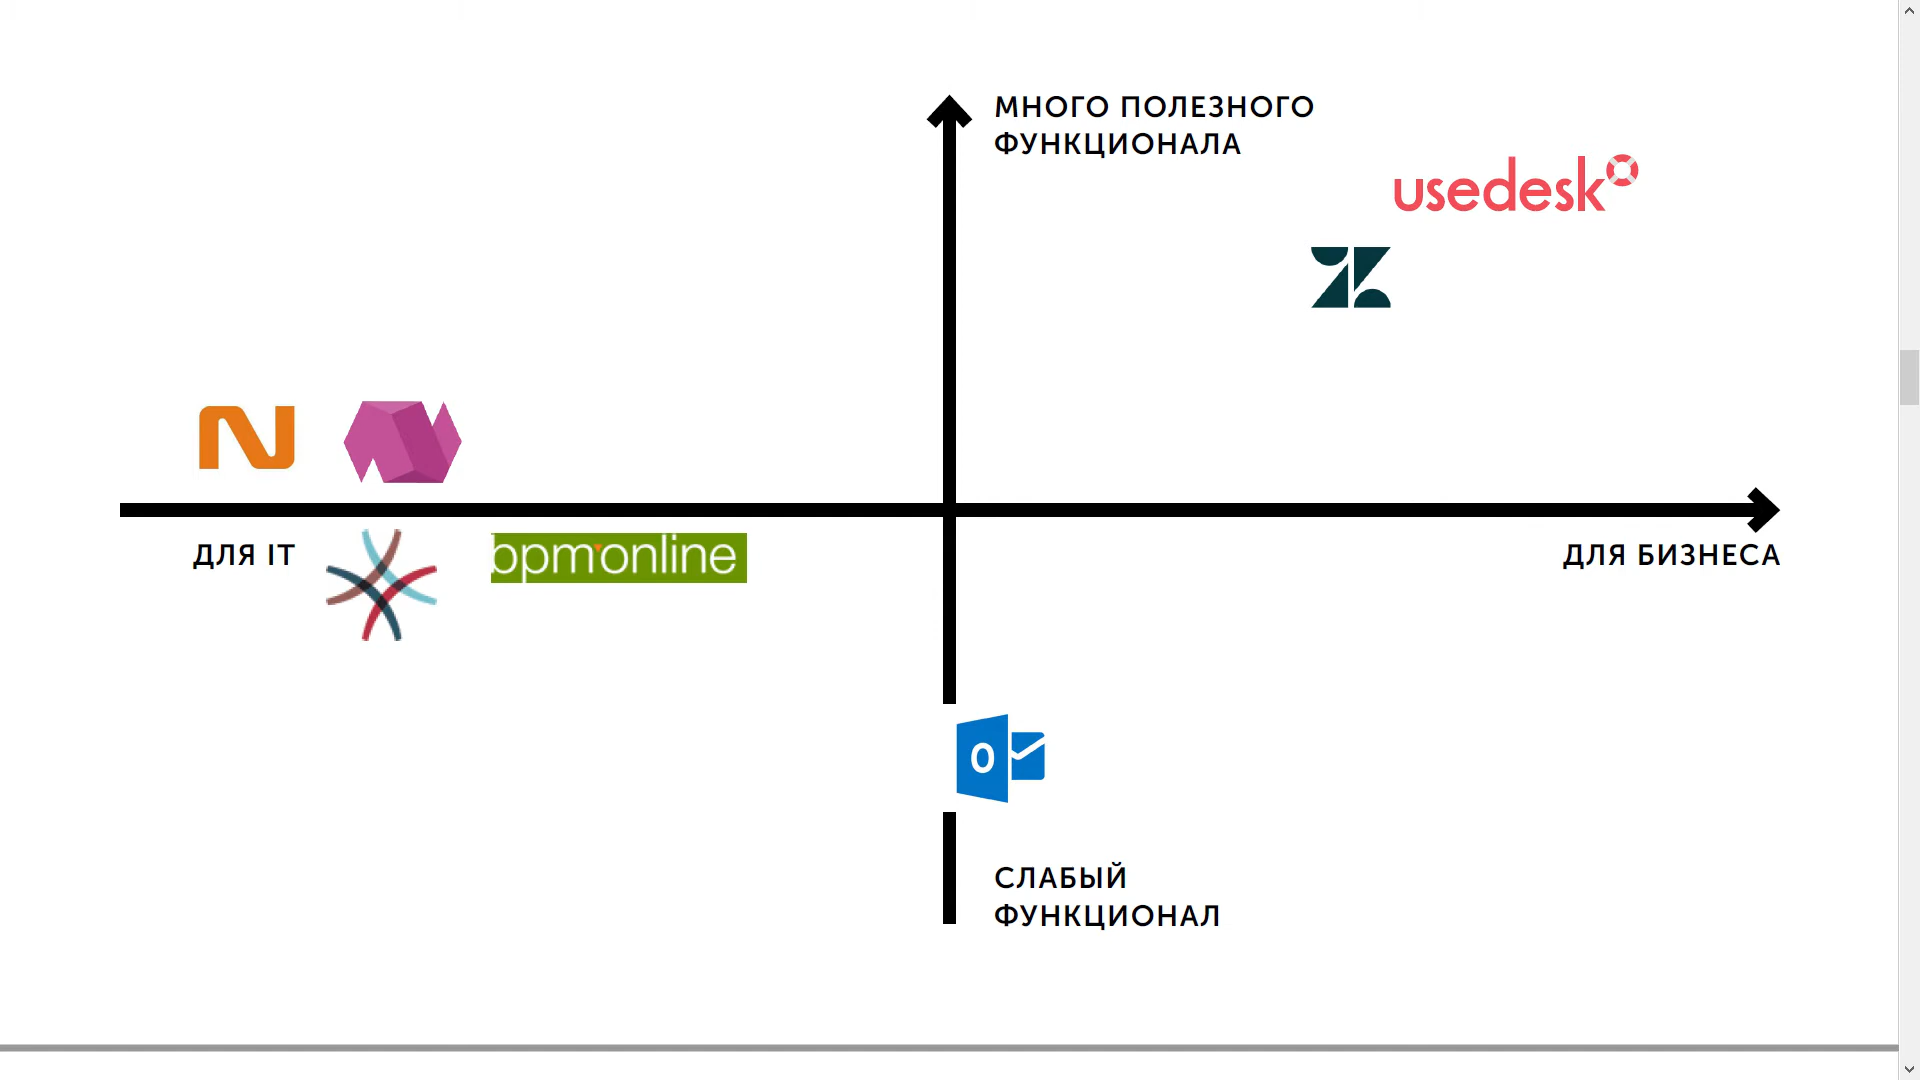 МНОГО ПОЛЕЗНОГО
ФУНКЦИОНАЛА
usedesk
ДЛЯ IT
bpm'online
ДЛЯ БИЗНЕСА
O
СЛАБЫЙ
ФУНКЦИОНАЛ